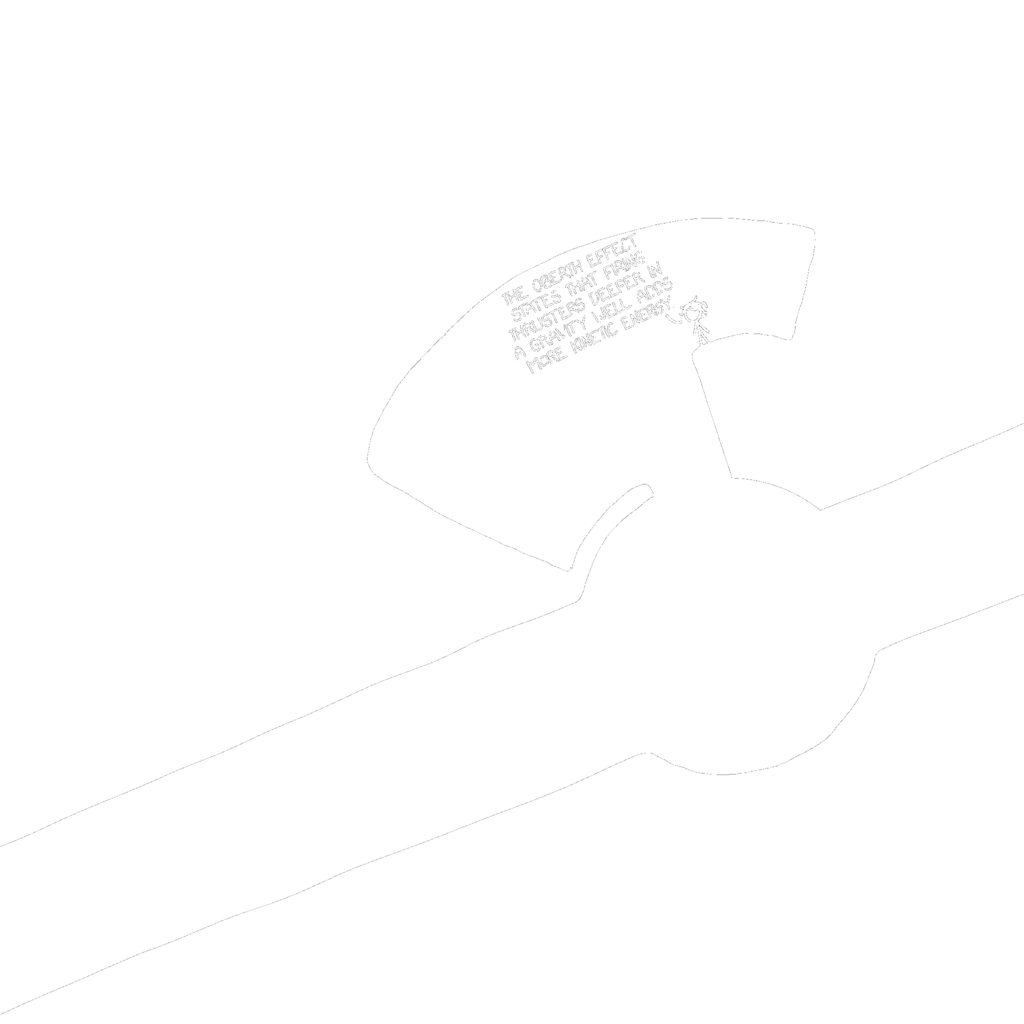 THE OBERTH EFFECT
STATES THAT FIRING
THRUSTERS DEEPER IN
A GRAVITY WELL ADDS
MORE KINETIC ENERGY